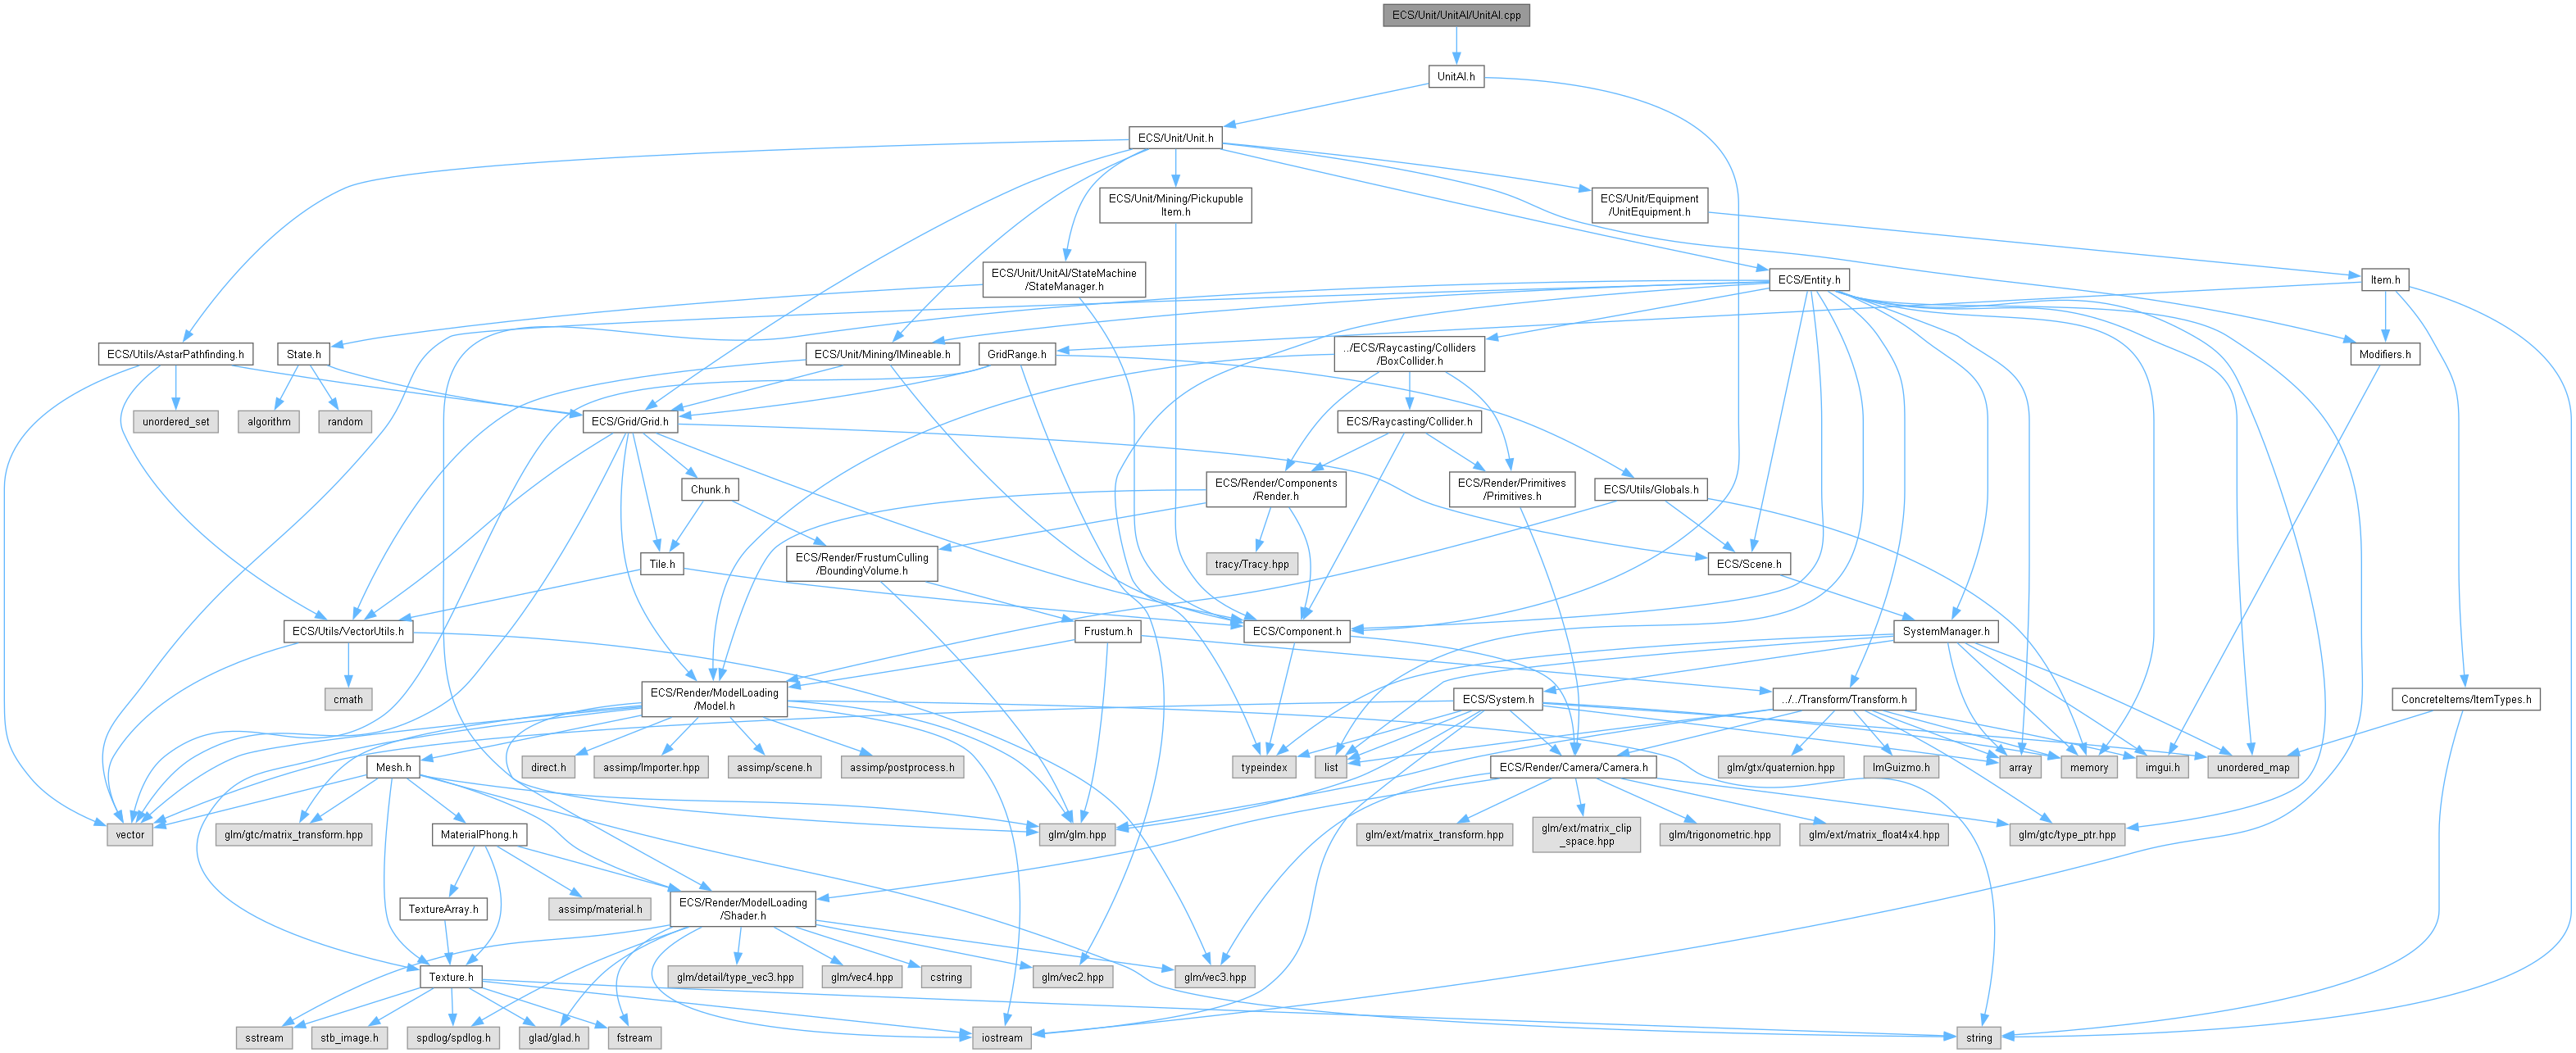 ECS/Unit/UnitAI/UnitAI.cpp
UnitAI.h
ECS/Unit/Unit.h
ECS/Unit/Mining/Pickupuble
Item.h
ECS/Unit/Equipment
/UnitEquipment.h
ECS/Unit/UnitAI/StateMachine
/StateManager.h
ECS/Entity.h
Item.h
ECS/Utils/AstarPathfinding.h
State.h
ECS/Unit/Mining/IMineable.h
GridRange.h
../ECS/Raycasting/Colliders
/BoxCollider.h
Modifiers.h
unordered_set
algorithm
random
ECS/Grid/Grid.h
ECS/Raycasting/Collider.h
Chunk.h
ECS/Render/Components
/Render.h
ECS/Render/Primitives
/Primitives.h
ECS/Utils/Globals.h
Tile.h
ECS/Render/FrustumCulling
/BoundingVolume.h
tracy/Tracy.hpp
ECS/Scene.h
ECS/Utils/VectorUtils.h
Frustum.h
ECS/Component.h
SystemManager.h
cmath
ECS/Render/ModelLoading
/Model.h
ECS/System.h
../../Transform/Transform.h
ConcreteItems/ItemTypes.h
Mesh.h
direct.h
assimp/Importer.hpp
assimp/scene.h
assimp/postprocess.h
typeindex
list
ECS/Render/Camera/Camera.h
glm/gtx/quaternion.hpp
ImGuizmo.h
array
memory
imgui.h
unordered_map
vector
glm/gtc/matrix_transform.hpp
MaterialPhong.h
glm/glm.hpp
glm/ext/matrix_transform.hpp
glm/ext/matrix_clip
_space.hpp
glm/trigonometric.hpp
glm/ext/matrix_float4x4.hpp
glm/gtc/type_ptr.hpp
TextureArray.h
assimp/material.h
ECS/Render/ModelLoading
/Shader.h
Texture.h
glm/detail/type_vec3.hpp
glm/vec4.hpp
cstring
glm/vec2.hpp
glm/vec3.hpp
sstream
stb_image.h
spdlog/spdlog.h
glad/glad.h
fstream
iostream
string